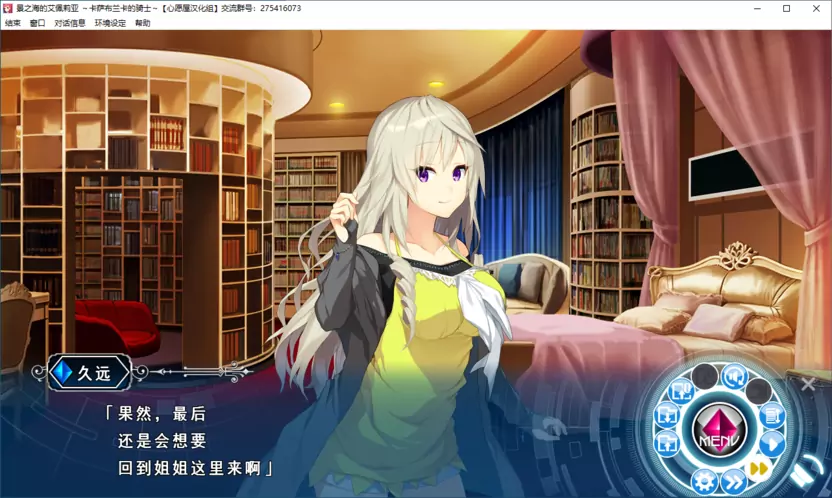 景之海的艾佩莉亚 ~卡萨布兰卡的骑士~【心愿屋汉化组】交流群号：275416073
结束 窗口 对话信息 环境设定 帮助
久远
「果然，最后
还是会想要
回到姐姐这里来啊」
MENU